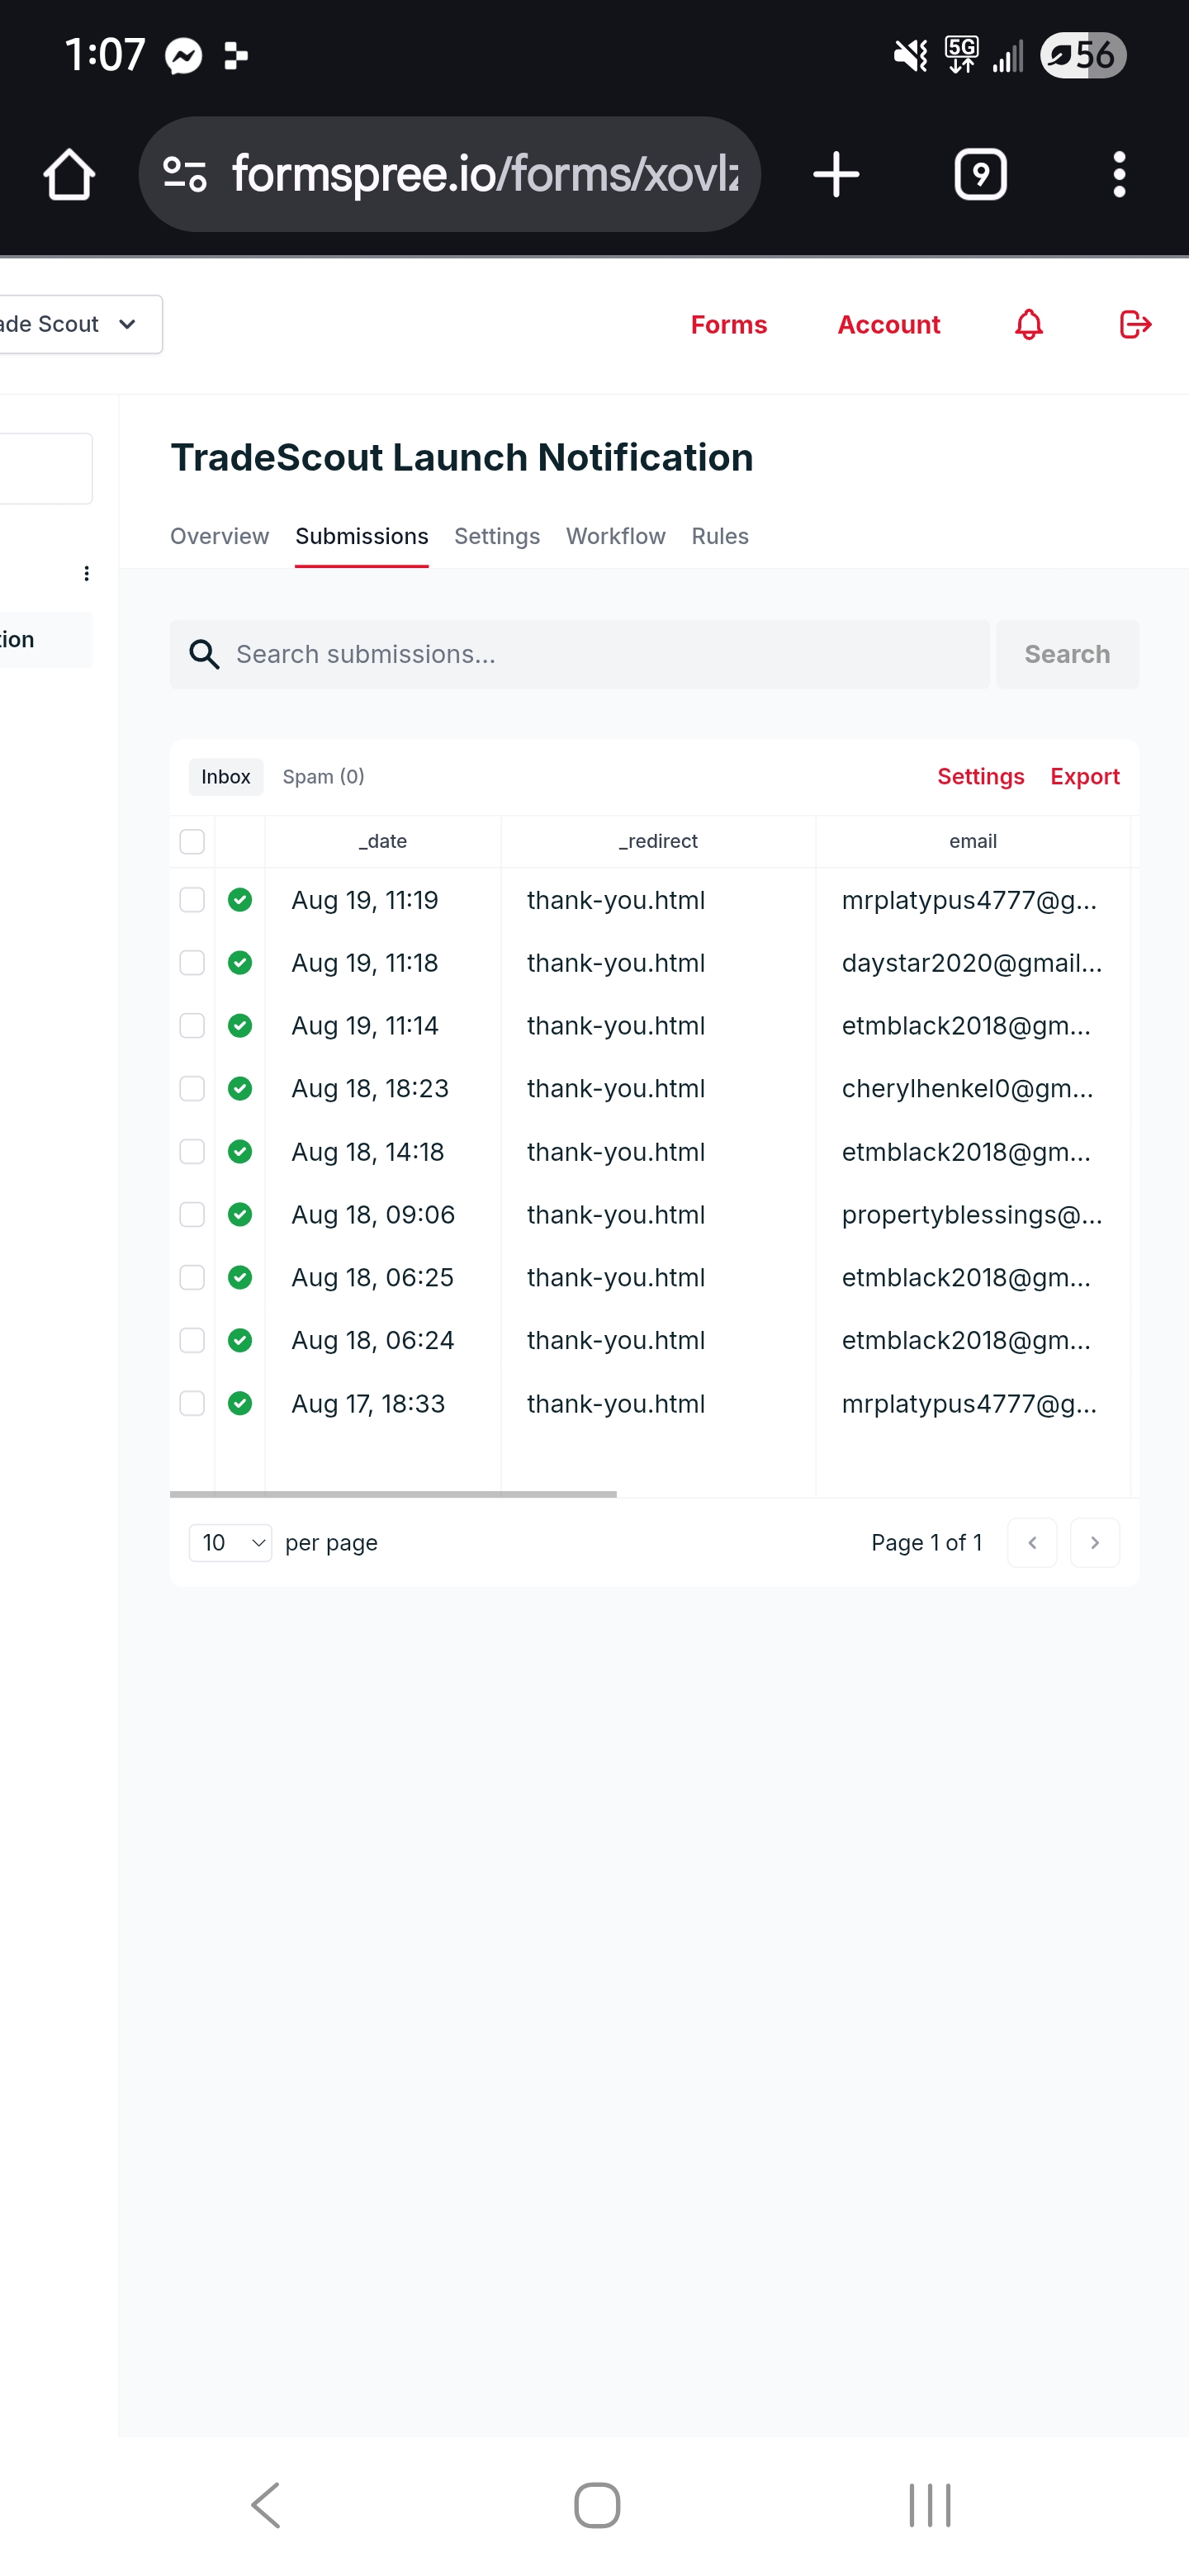 1:07
5G
56
formspree.io/forms/xovlz
9
ade Scout
Forms
Account
TradeScout Launch Notification
Overview Submissions Settings Workflow Rules
tion
Search submissions...
Search
Inbox Spam (0) Settings Export
_date _redirect email
Aug 19, 11:19 thank-you.html mrplatypus4777@g...
Aug 19, 11:18 thank-you.html daystar2020@gmail...
Aug 19, 11:14 thank-you.html etmblack2018@gm...
Aug 18, 18:23 thank-you.html cherylhenkel0@gm...
Aug 18, 14:18 thank-you.html etmblack2018@gm...
Aug 18, 09:06 thank-you.html propertyblessings@...
Aug 18, 06:25 thank-you.html etmblack2018@gm...
Aug 18, 06:24 thank-you.html etmblack2018@gm...
Aug 17, 18:33 thank-you.html mrplatypus4777@g...
10 per page Page 1 of 1